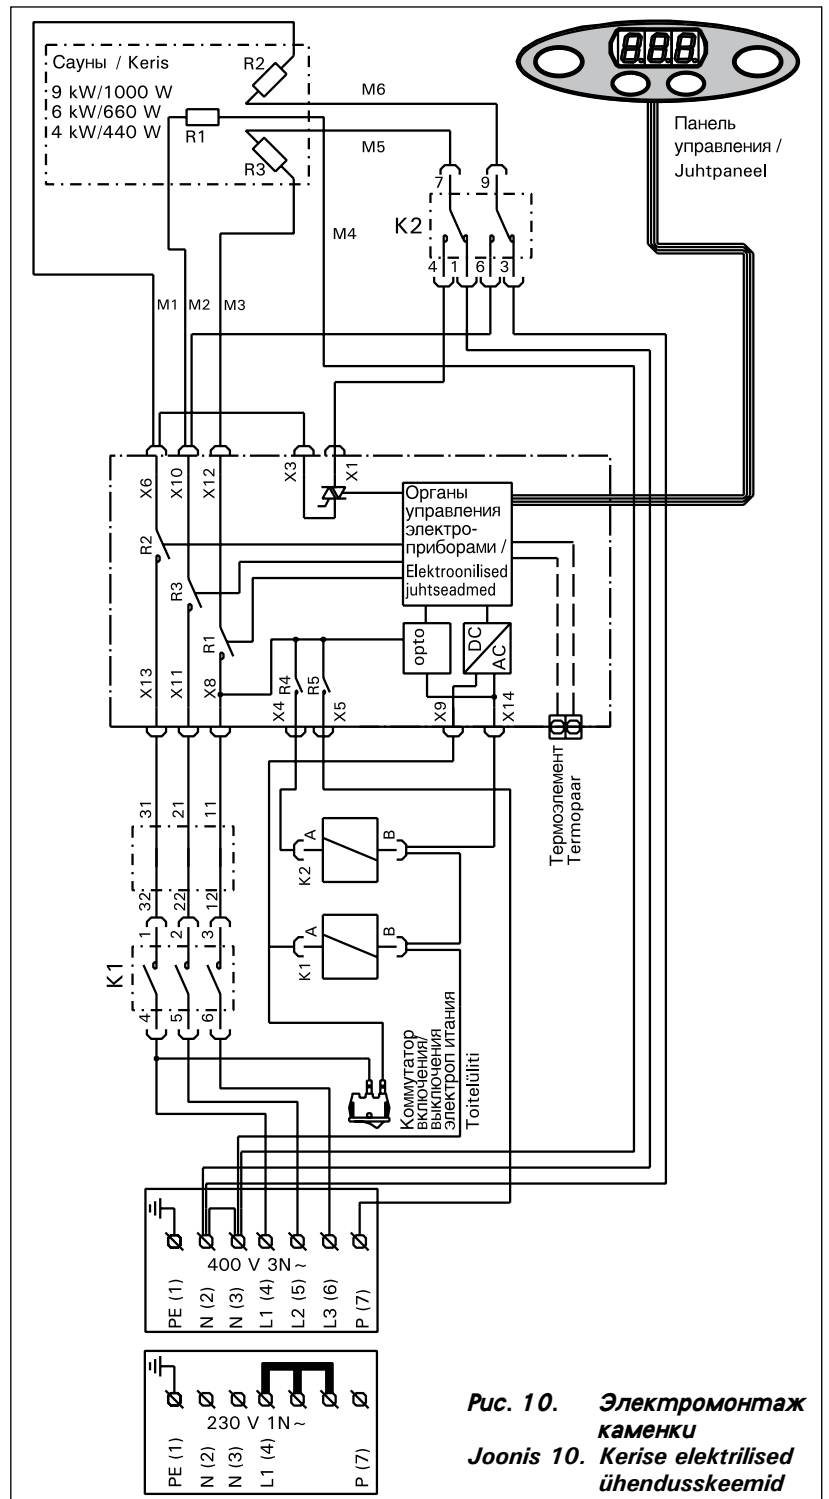 Сауны / Keris
9 kW/1000 W
6 kW/660 W
4 kW/440 W
R2
R1
R3
M6
M5
M4
M1
M2
M3
8.8.8.
Панель
управления /
Juhtpaneel
7
9
K2
4
1
6
3
X6
X10
X12
X3
X1
R2
R3
R1
Органы
управления
электро-
приборами /
Elektroonilised
juhtseadmed
opto
DC
AC
R4
R5
X13
X11
X8
X4
X5
X9
X14
Термоэлемент
Termopaar
31
21
11
32
22
12
A
B
K2
A
B
K1
1
2
3
K1
4
5
6
Коммутатор
включения/
выключения
электроп итания
Toitelüliti
400 V 3N~
PE (1)
N (2)
N (3)
L1 (4)
L2 (5)
L3 (6)
P (7)
230 V 1N~
PE (1)
N (2)
N (3)
L1 (4)
P (7)
Рис. 10. Электромонтаж
каменки
Joonis 10. Kerise elektrilised
ühendusskeemid